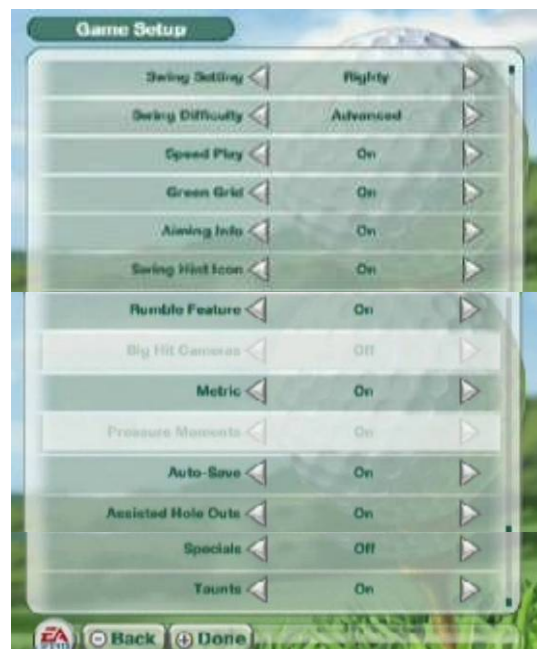 Game Setup
Swing Setting Righty
Swing Difficulty Advanced
Speed Play On
Green Grid On
Aiming Info On
Swing Hint Icon On
Rumble Feature On
Big Hit Cameras Off
Metric On
Pressure Moments On
Auto-Save On
Assisted Hole Outs On
Specials Off
Taunts On
EA Back Done